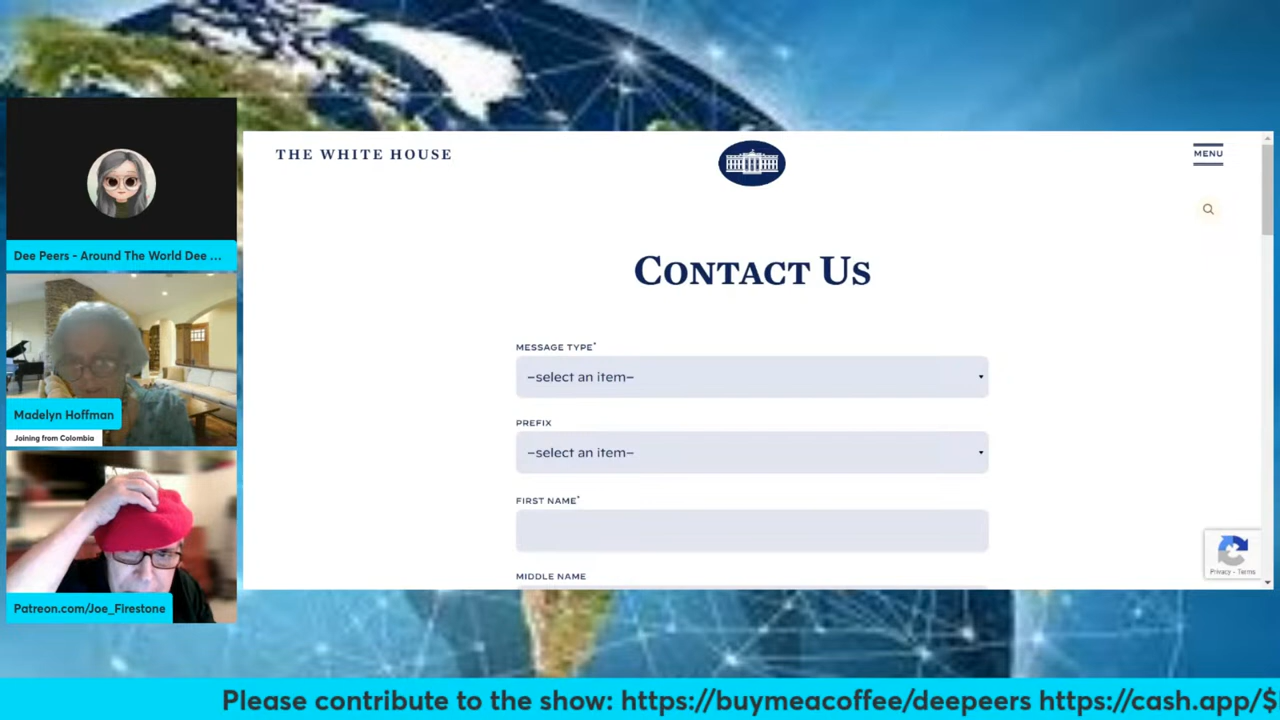 THE WHITE HOUSE
MENU
CONTACT US
MESSAGE TYPE*
–select an item–
PREFIX
–select an item–
FIRST NAME*
MIDDLE NAME
Privacy - Terms
Dee Peers - Around The World Dee ...
Madelyn Hoffman
Joining from Colombia
Patreon.com/Joe_Firestone
Please contribute to the show: https://buymeacoffee/deepeers https://cash.app/$